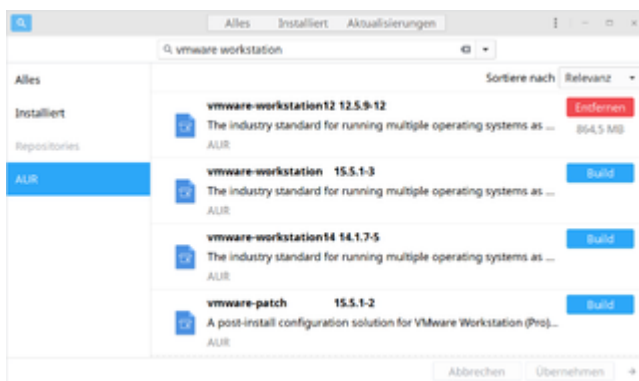 Alles Installiert Aktualisierungen
vmware workstation
Alles
Installiert
Repositories
AUR
Sortiere nach Relevanz
vmware-workstation12 12.5.9-12
The industry standard for running multiple operating systems as ...
AUR
Entfernen
864,5 MB
vmware-workstation 15.5.1-3
The industry standard for running multiple operating systems as ...
AUR
Build
vmware-workstation14 14.1.7-5
The industry standard for running multiple operating systems as ...
AUR
Build
vmware-patch 15.5.1-2
A post-install configuration solution for VMware Workstation (Pro)...
AUR
Build
Abbrechen Übernehmen